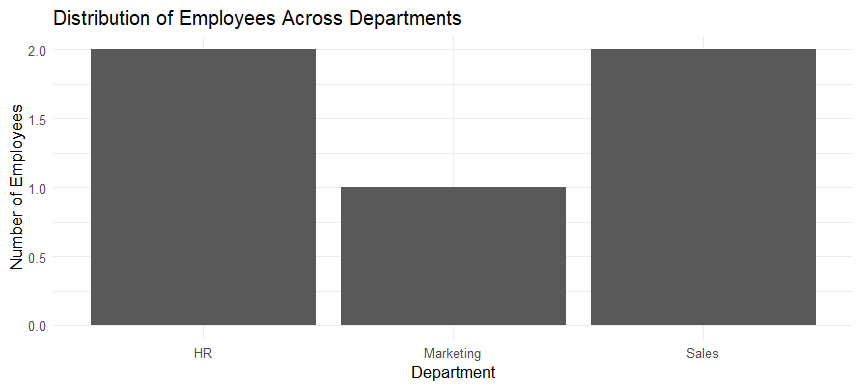 Distribution of Employees Across Departments
Number of Employees
2.0
1.5
1.0
0.5
0.0
HR Marketing Sales
Department